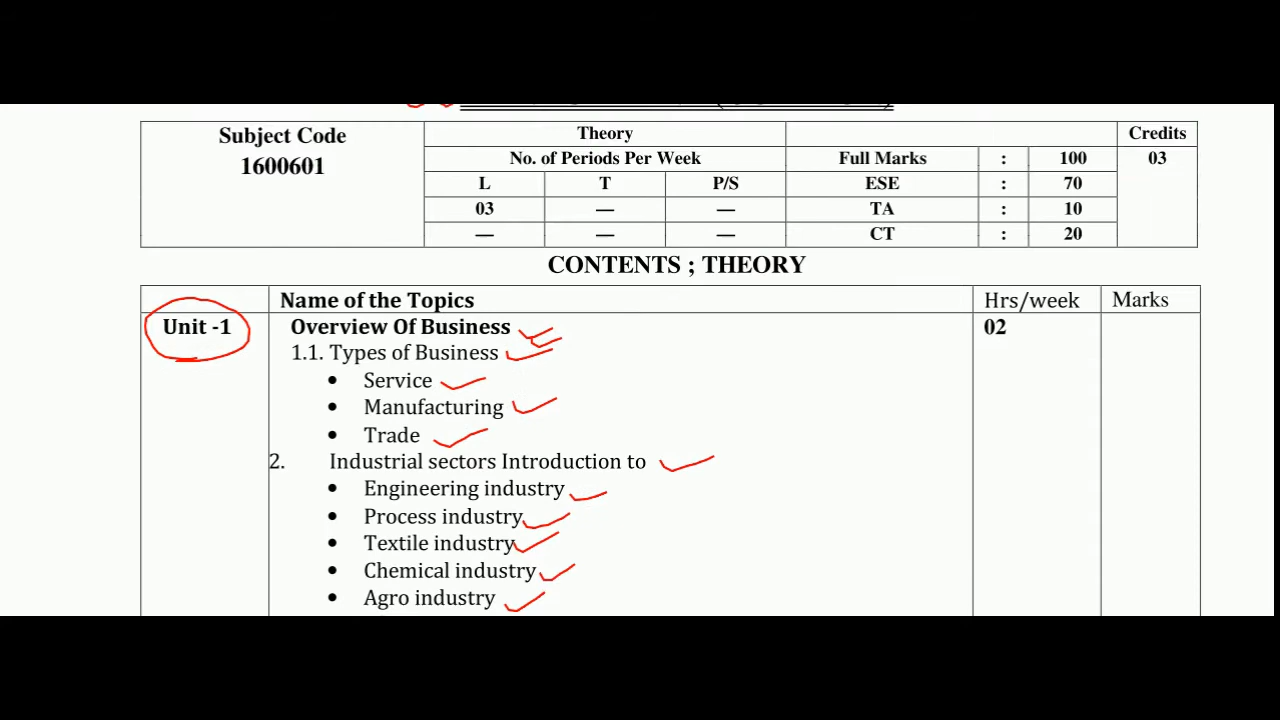 Subject Code
1600601
Theory
Credits
No. of Periods Per Week
Full Marks : 100
03
L T P/S
ESE : 70
03 — —
TA : 10
— — —
CT : 20
CONTENTS ; THEORY
Name of the Topics Hrs/week Marks
Unit -1 Overview Of Business 02
1.1. Types of Business
• Service
• Manufacturing
• Trade
2. Industrial sectors Introduction to
• Engineering industry
• Process industry
• Textile industry
• Chemical industry
• Agro industry